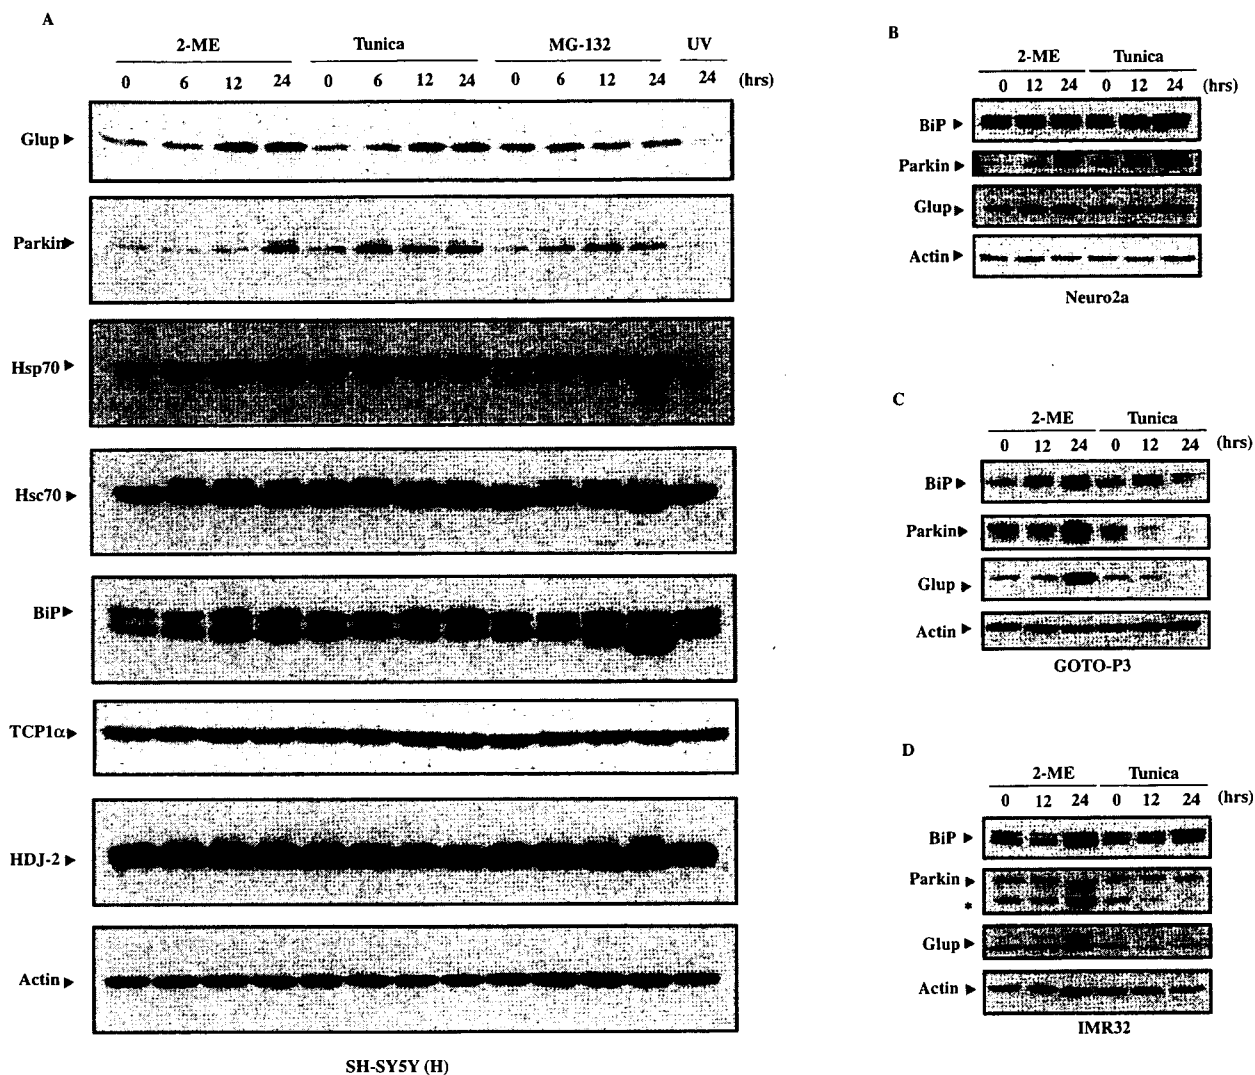 A
2-ME Tunica MG-132 UV
0 6 12 24 0 6 12 24 0 6 12 24 24 (hrs)
Glup
Parkin
Hsp70
Hsc70
BiP
TCP1α
HDJ-2
Actin
SH-SY5Y (H)
B
2-ME Tunica
0 12 24 0 12 24 (hrs)
BiP
Parkin
Glup
Actin
Neuro2a
C
2-ME Tunica
0 12 24 0 12 24 (hrs)
BiP
Parkin
Glup
Actin
GOTO-P3
D
2-ME Tunica
0 12 24 0 12 24 (hrs)
BiP
Parkin
*
Glup
Actin
IMR32